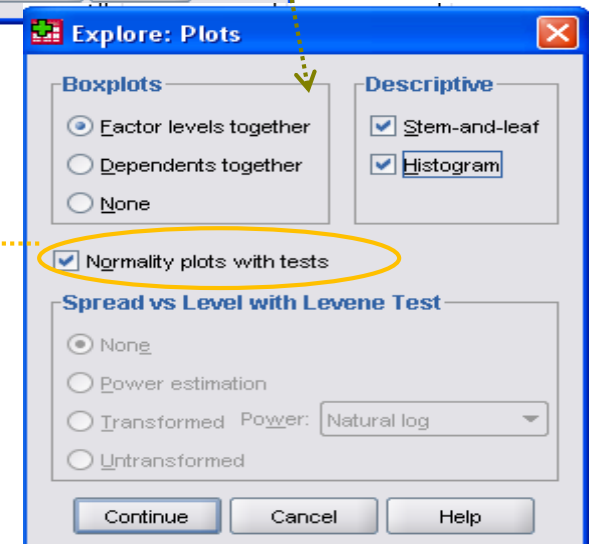 Explore: Plots
Boxplots
Factor levels together
Dependents together
None
Descriptive
Stem-and-leaf
Histogram
Normality plots with tests
Spread vs Level with Levene Test
None
Power estimation
Transformed Power: Natural log
Untransformed
Continue Cancel Help